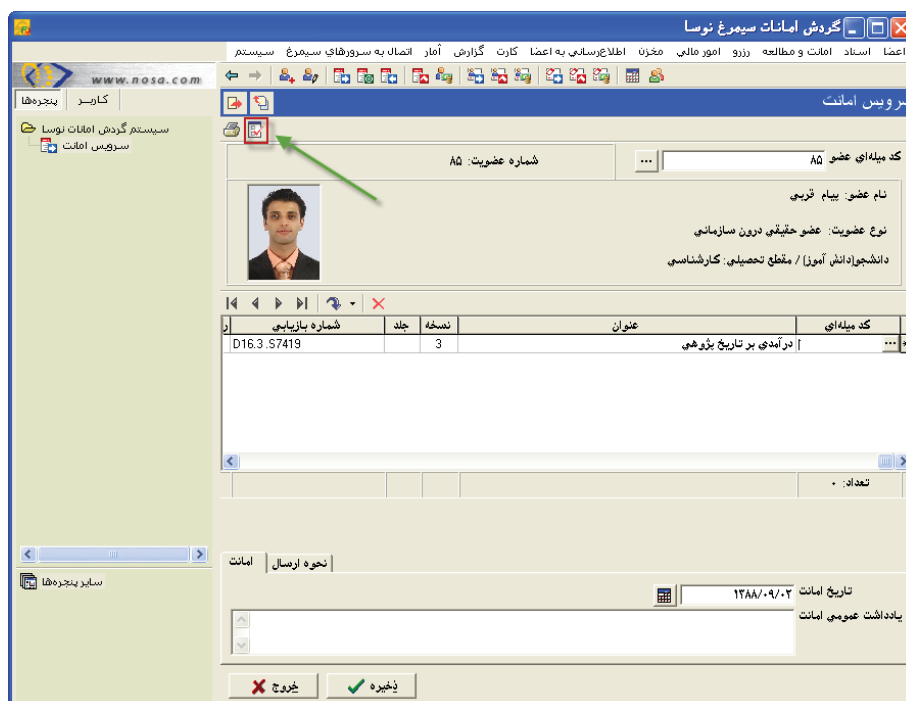 گردش امانات سیمرغ نوسا
اعضا اسناد امانت و مطالعه رزرو امور مالی مخزن اطلاع‌رسانی به اعضا کارت گزارش آمار اتصال به سرورهای سیمرغ سیستم
www.nosa.com
کاربر پنجره‌ها
سرویس امانت
سیستم گردش امانات نوسا
سرویس امانت
کد میله‌ای عضو ۸۵
شماره عضویت: ۸۵
نام عضو: پیام قربی
نوع عضویت: عضو حقیقی درون سازمانی
دانشجو(دانش آموز) / مقطع تحصیلی: کارشناسی
کد میله‌ای عنوان نسخه جلد شماره بازیابی
درآمدی بر تاریخ پژوهی 3 D16.3 .S7419
تعداد: ۰
نحوه ارسال امانت
سایر پنجره‌ها
تاریخ امانت ۱۳۸۸/۰۹/۰۲
یادداشت عمومی امانت
ذخیره خروج